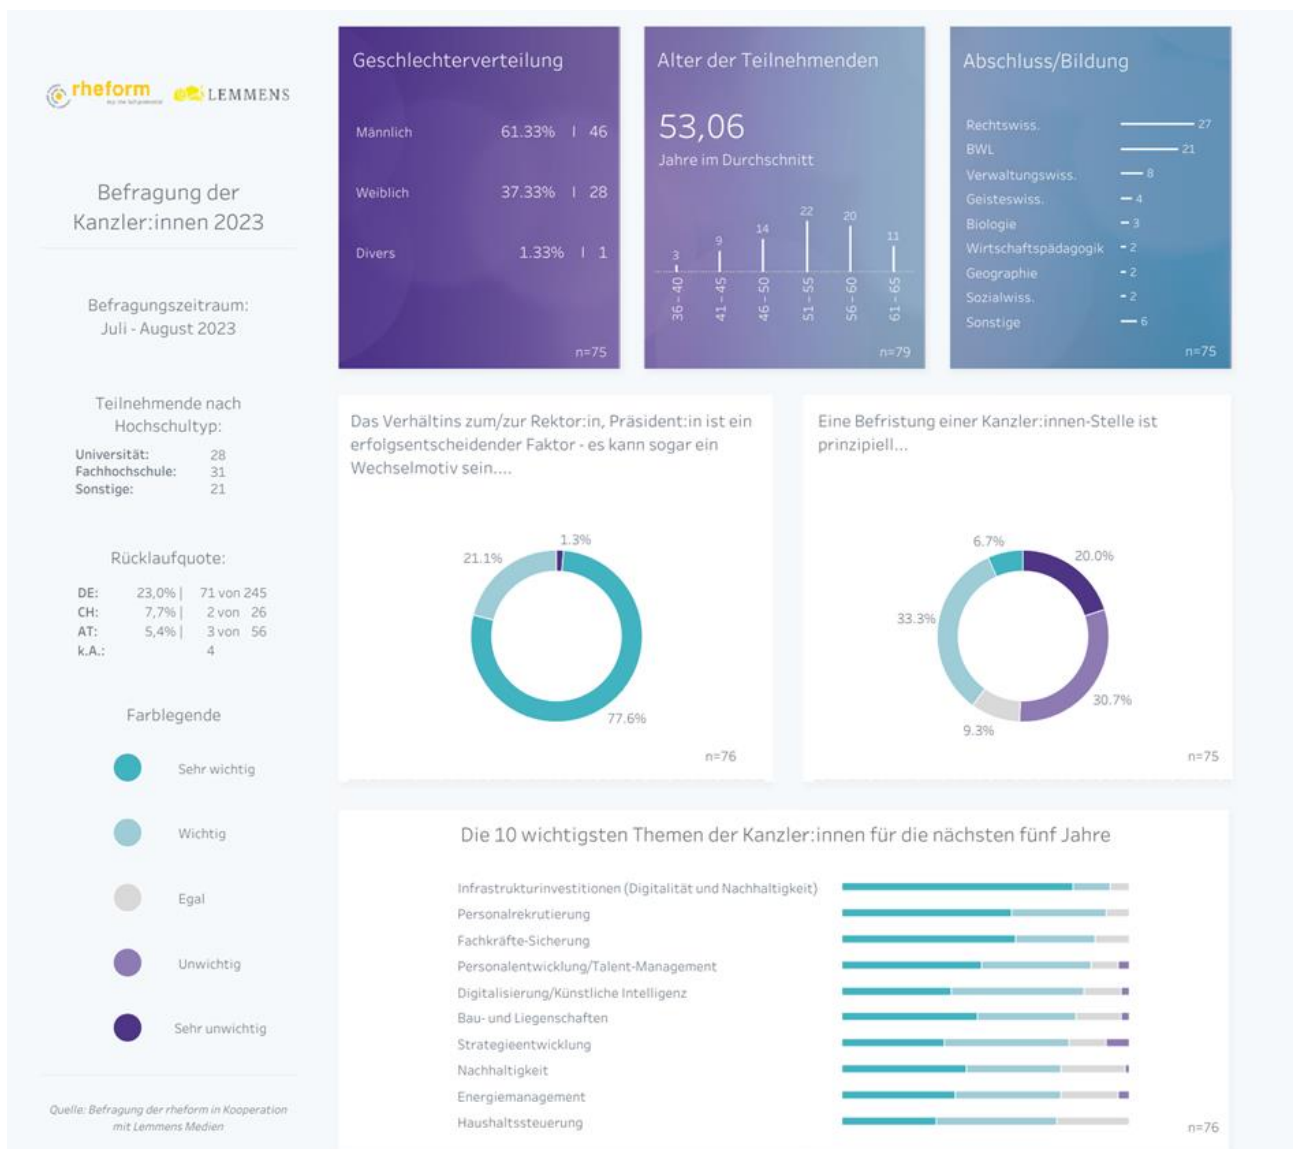 rheform
LEMMENS
Befragung der
Kanzler:innen 2023
Befragungszeitraum:
Juli - August 2023
Teilnehmende nach
Hochschultyp:
Universität: 28
Fachhochschule: 31
Sonstige: 21
Rücklaufquote:
DE: 23,0% | 71 von 245
CH: 7,7% | 2 von 26
AT: 5,4% | 3 von 56
k.A.: 4
Farblegende
Sehr wichtig
Wichtig
Egal
Unwichtig
Sehr unwichtig
Quelle: Befragung der rheform in Kooperation
mit Lemmens Medien
Geschlechterverteilung
Männlich 61.33% | 46
Weiblich 37.33% | 28
Divers 1.33% | 1
n=75
Alter der Teilnehmenden
53,06
Jahre im Durchschnitt
3 9 14 22 20 11
36 – 40 41 – 45 46 – 50 51 – 55 56 – 60 61 – 65
n=79
Abschluss/Bildung
Rechtswiss. 27
BWL 21
Verwaltungswiss. 8
Geisteswiss. 4
Biologie 3
Wirtschaftspädagogik 2
Geographie 2
Sozialwiss. 2
Sonstige 6
n=75
Das Verhältins zum/zur Rektor:in, Präsident:in ist ein
erfolgsentscheidender Faktor - es kann sogar ein
Wechselmotiv sein....
1.3%
21.1%
77.6%
n=76
Eine Befristung einer Kanzler:innen-Stelle ist
prinzipiell...
6.7%
20.0%
33.3%
30.7%
9.3%
n=75
Die 10 wichtigsten Themen der Kanzler:innen für die nächsten fünf Jahre
Infrastrukturinvestitionen (Digitalität und Nachhaltigkeit)
Personalrekrutierung
Fachkräfte-Sicherung
Personalentwicklung/Talent-Management
Digitalisierung/Künstliche Intelligenz
Bau- und Liegenschaften
Strategieentwicklung
Nachhaltigkeit
Energiemanagement
Haushaltssteuerung
n=76